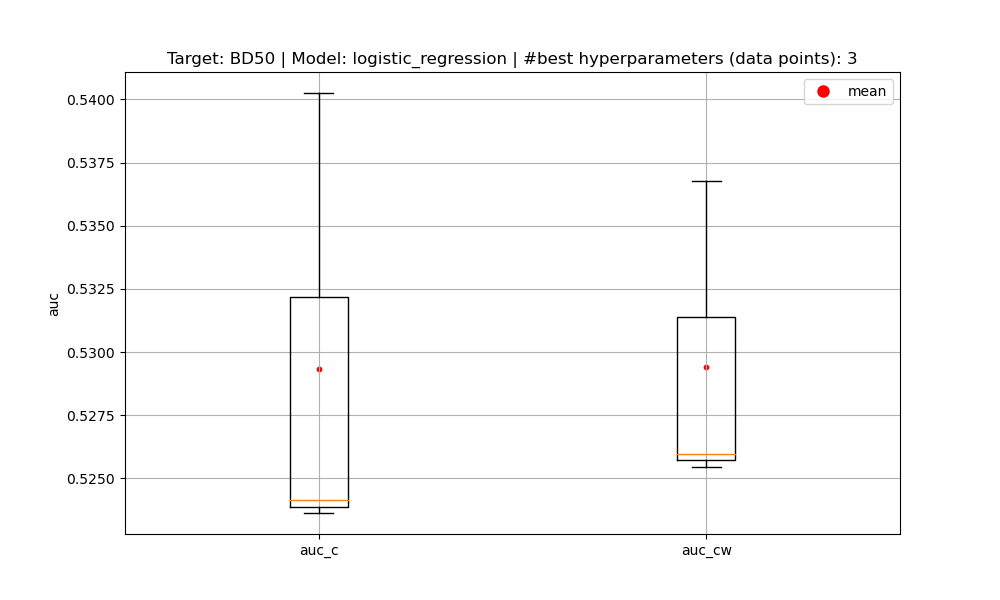 Target: BD50 | Model: logistic_regression | #best hyperparameters (data points): 3
mean
0.5400
0.5375
0.5350
0.5325
0.5300
0.5275
0.5250
auc
auc_c
auc_cw